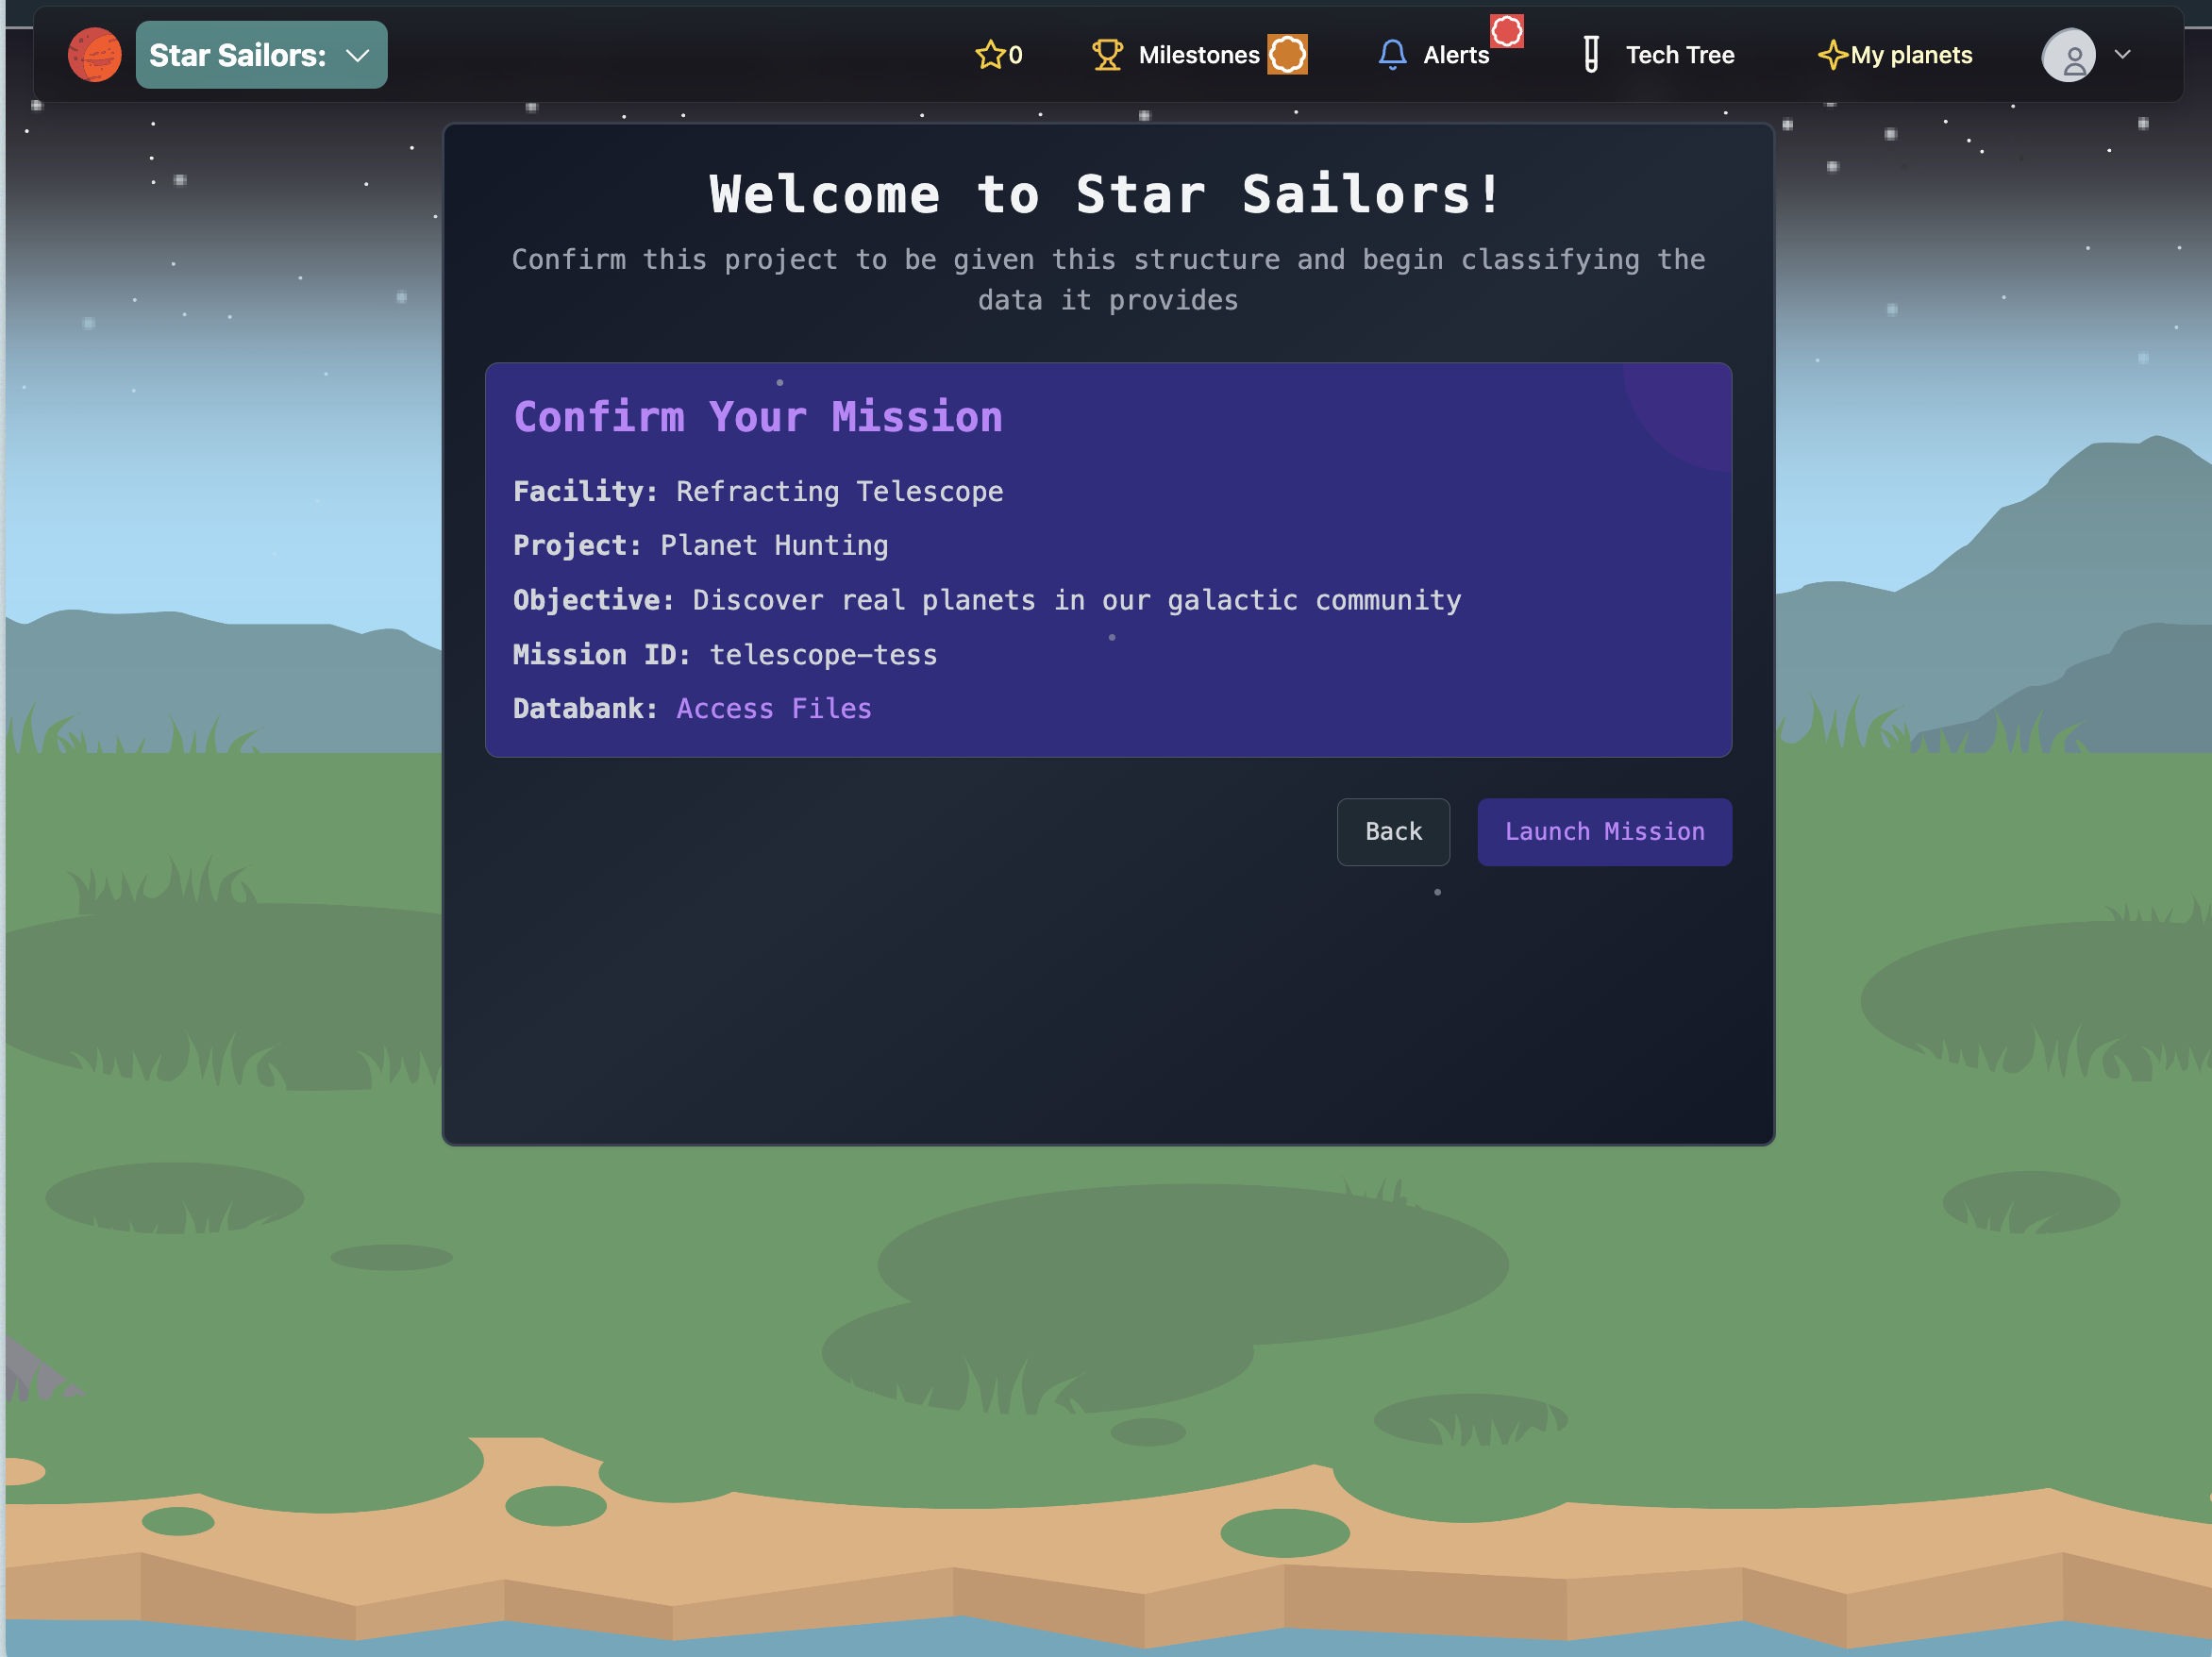 Star Sailors:
0
Milestones
Alerts
Tech Tree
My planets
Welcome to Star Sailors!
Confirm this project to be given this structure and begin classifying the
data it provides
Confirm Your Mission
Facility: Refracting Telescope
Project: Planet Hunting
Objective: Discover real planets in our galactic community
Mission ID: telescope-tess
Databank: Access Files
Back
Launch Mission